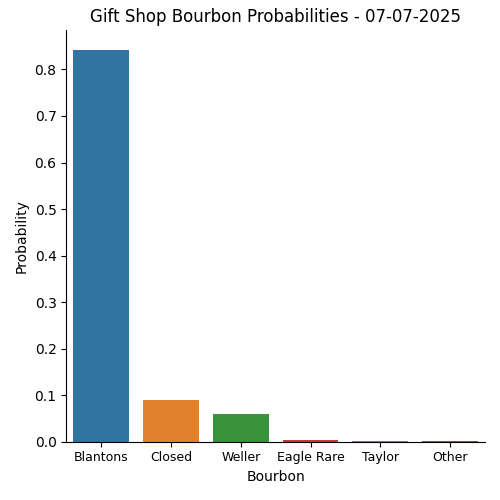 Gift Shop Bourbon Probabilities - 07-07-2025
0.8
0.7
0.6
0.5
0.4
0.3
0.2
0.1
0.0
Probability
Blantons Closed Weller Eagle Rare Taylor Other
Bourbon